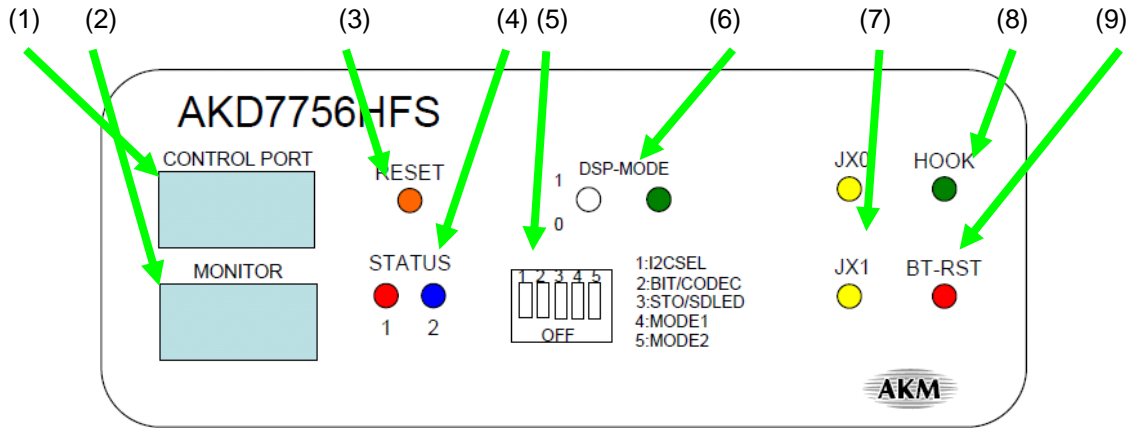 (1) (2) (3) (4) (5) (6) (7) (8) (9)
AKD7756HFS
CONTROL PORT
RESET
1 DSP-MODE
0
JX0 HOOK
MONITOR
STATUS
1 2
1 2 3 4 5
OFF
1:I2CSEL
2:BIT/CODEC
3:STO/SDLED
4:MODE1
5:MODE2
JX1 BT-RST
AKM